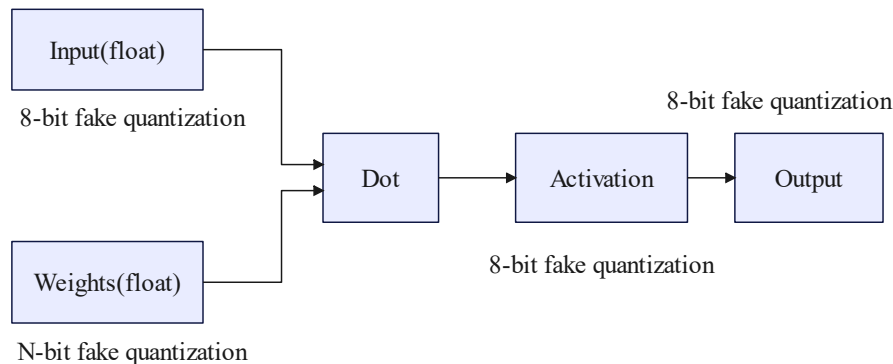 Input(float)
8-bit fake quantization
8-bit fake quantization
Dot
Activation
Output
8-bit fake quantization
Weights(float)
N-bit fake quantization